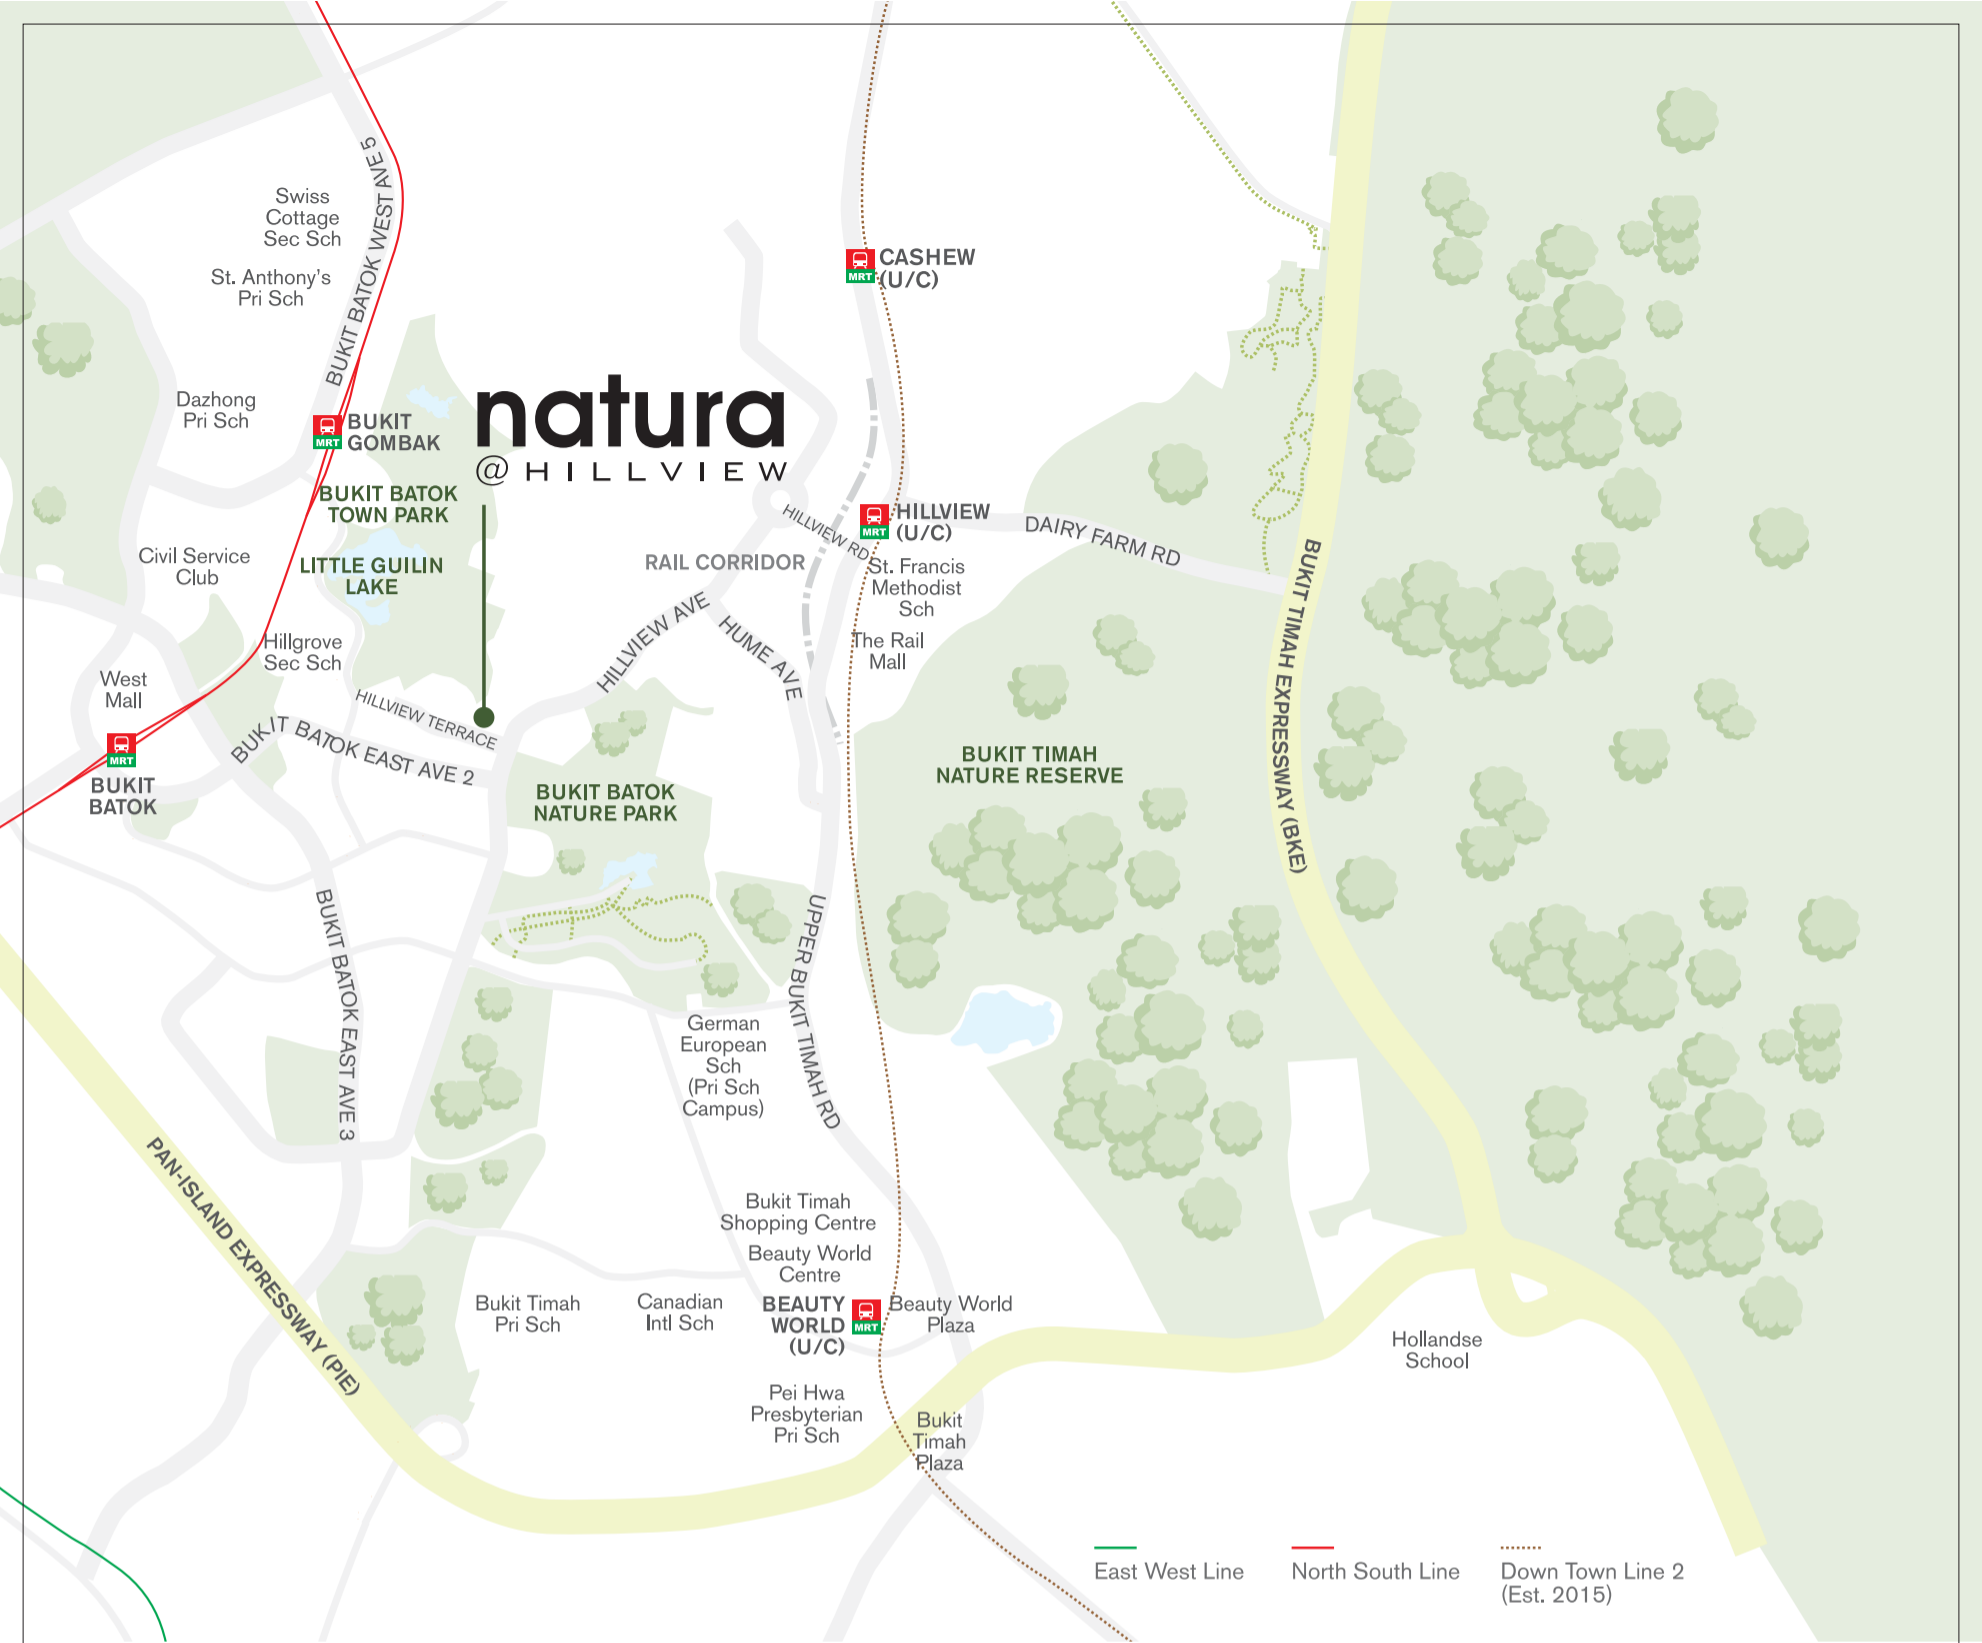 BUKIT BATOK WEST AVE 5
Swiss
Cottage
Sec Sch
St. Anthony's
Pri Sch
CASHEW
(U/C)
MRT
Dazhong
Pri Sch
MRT
BUKIT
GOMBAK
natura
@HILLVIEW
BUKIT BATOK
TOWN PARK
HILLVIEW RD
MRT
HILLVIEW
(U/C)
DAIRY FARM RD
Civil Service
Club
LITTLE GUILIN
LAKE
RAIL CORRIDOR
St. Francis
Methodist
Sch
The Rail
Mall
HILLVIEW AVE
HUME AVE
Hillgrove
Sec Sch
West
Mall
HILLVIEW TERRACE
BUKIT BATOK EAST AVE 2
MRT
BUKIT
BATOK
BUKIT BATOK
NATURE PARK
BUKIT TIMAH
NATURE RESERVE
BUKIT TIMAH EXPRESSWAY (BKE)
BUKIT BATOK EAST AVE 3
UPPER BUKIT TIMAH RD
German
European
Sch
(Pri Sch
Campus)
PAN-ISLAND EXPRESSWAY (PIE)
Bukit Timah
Shopping Centre
Beauty World
Centre
Bukit Timah
Pri Sch
Canadian
Intl Sch
BEAUTY
WORLD
(U/C)
MRT
Beauty World
Plaza
Hollandse
School
Pei Hwa
Presbyterian
Pri Sch
Bukit
Timah
Plaza
East West Line
North South Line
Down Town Line 2
(Est. 2015)